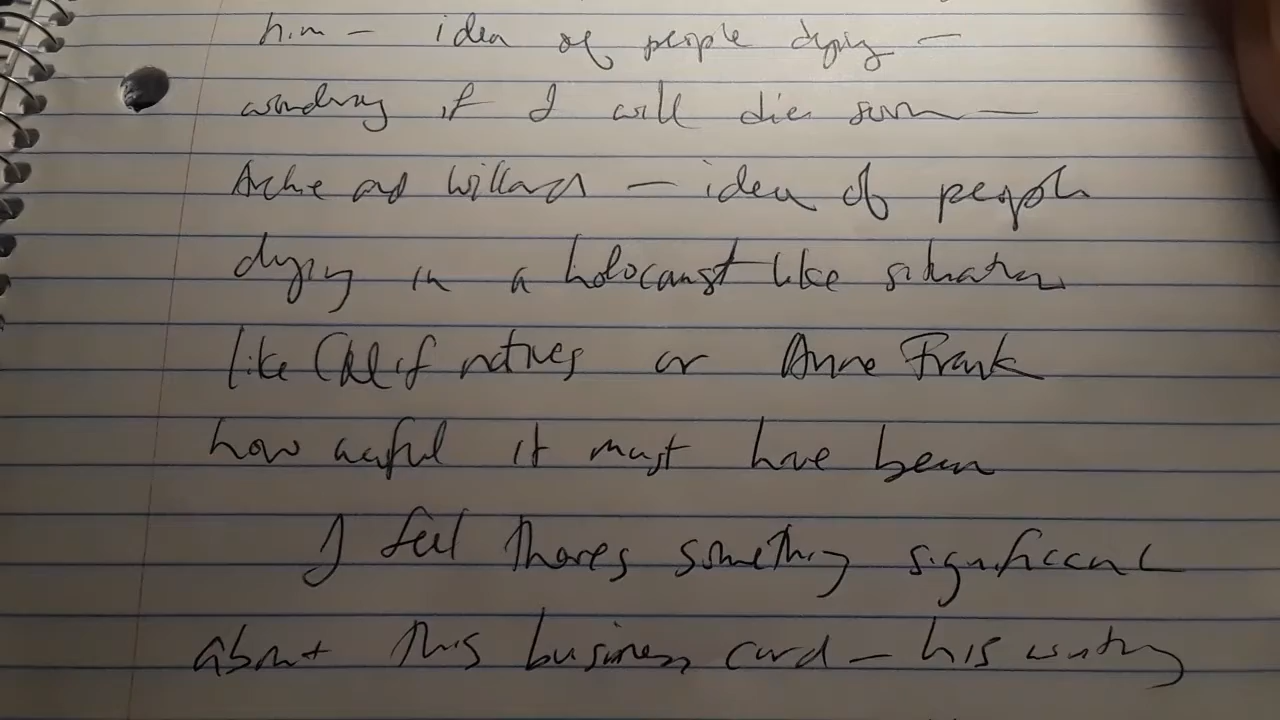 him — idea of people dying —
wondering if I will die soon —
Archie and Willard — idea of people
dying in a holocaust like situation
like Calif natives or Anne Frank
how awful it must have been
I feel theres something significant
about this business card — his writing